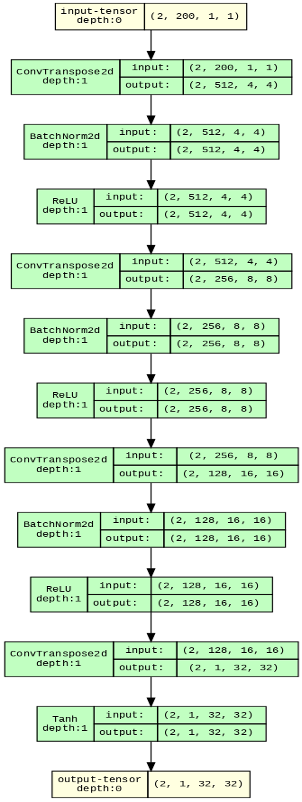 input-tensor
depth:0
(2, 200, 1, 1)
ConvTranspose2d
depth:1
input: (2, 200, 1, 1)
output: (2, 512, 4, 4)
BatchNorm2d
depth:1
input: (2, 512, 4, 4)
output: (2, 512, 4, 4)
ReLU
depth:1
input: (2, 512, 4, 4)
output: (2, 512, 4, 4)
ConvTranspose2d
depth:1
input: (2, 512, 4, 4)
output: (2, 256, 8, 8)
BatchNorm2d
depth:1
input: (2, 256, 8, 8)
output: (2, 256, 8, 8)
ReLU
depth:1
input: (2, 256, 8, 8)
output: (2, 256, 8, 8)
ConvTranspose2d
depth:1
input: (2, 256, 8, 8)
output: (2, 128, 16, 16)
BatchNorm2d
depth:1
input: (2, 128, 16, 16)
output: (2, 128, 16, 16)
ReLU
depth:1
input: (2, 128, 16, 16)
output: (2, 128, 16, 16)
ConvTranspose2d
depth:1
input: (2, 128, 16, 16)
output: (2, 1, 32, 32)
Tanh
depth:1
input: (2, 1, 32, 32)
output: (2, 1, 32, 32)
output-tensor
depth:0
(2, 1, 32, 32)